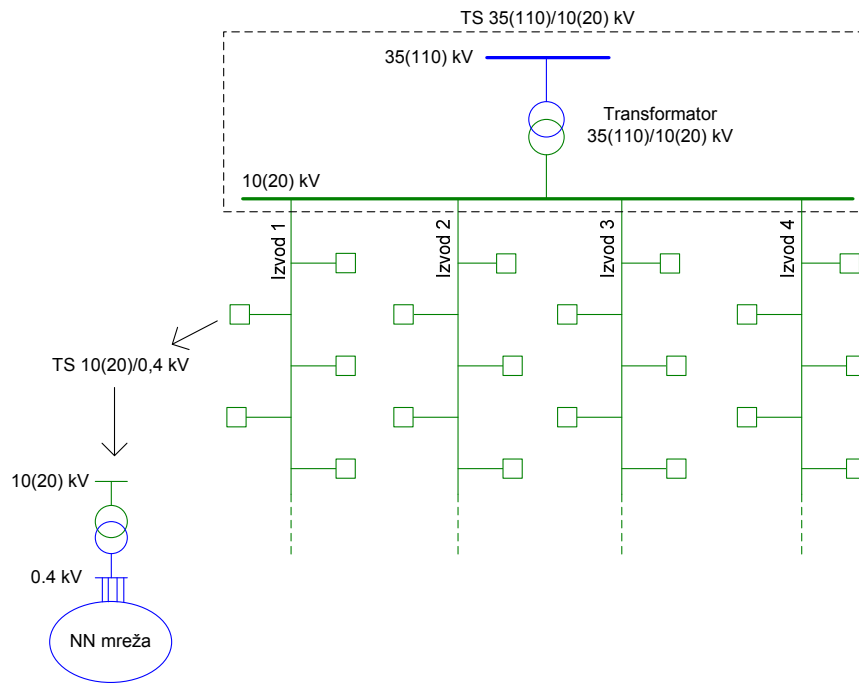 TS 35(110)/10(20) kV
35(110) kV
Transformator
35(110)/10(20) kV
10(20) kV
Izvod 1
Izvod 2
Izvod 3
Izvod 4
TS 10(20)/0,4 kV
10(20) kV
0.4 kV
NN mreža